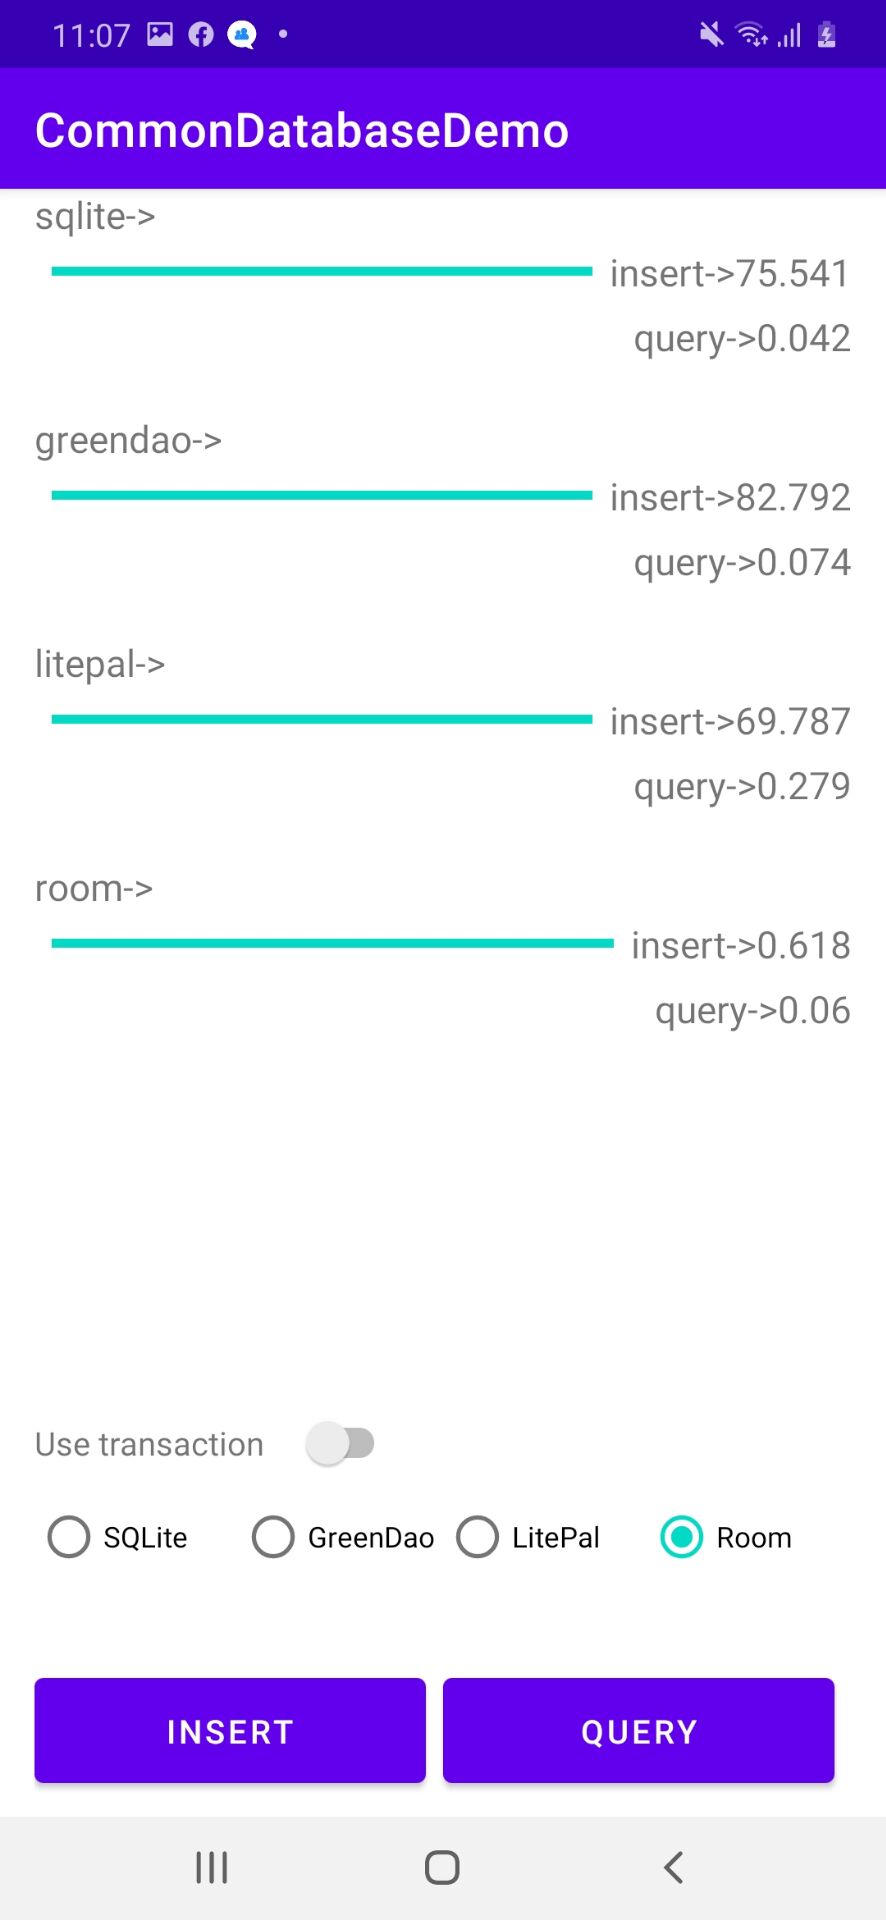 11:07
CommonDatabaseDemo
sqlite->
insert->75.541
query->0.042
greendao->
insert->82.792
query->0.074
litepal->
insert->69.787
query->0.279
room->
insert->0.618
query->0.06
Use transaction
SQLite GreenDao LitePal Room
INSERT QUERY